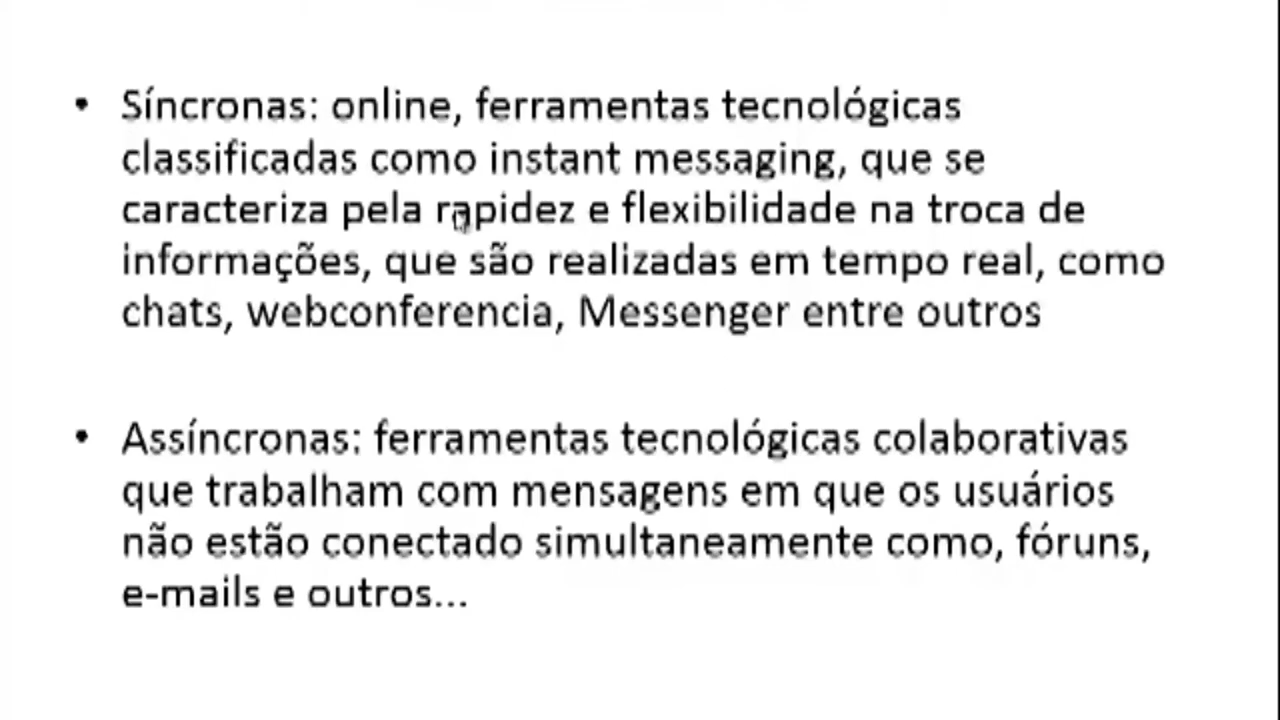 • Síncronas: online, ferramentas tecnológicas
classificadas como instant messaging, que se
caracteriza pela rapidez e flexibilidade na troca de
informações, que são realizadas em tempo real, como
chats, webconferencia, Messenger entre outros
• Assíncronas: ferramentas tecnológicas colaborativas
que trabalham com mensagens em que os usuários
não estão conectado simultaneamente como, fóruns,
e-mails e outros...